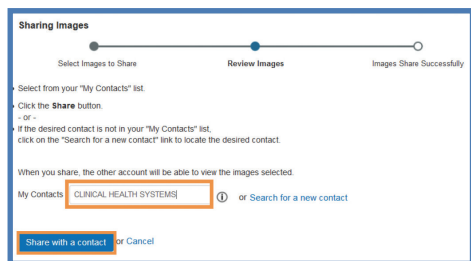 Sharing Images
Select Images to Share Review Images Images Share Successfully
Select from your "My Contacts" list.
Click the Share button.
- or -
If the desired contact is not in your "My Contacts" list,
click on the "Search for a new contact" link to locate the desired contact.
When you share, the other account will be able to view the images selected.
My Contacts CLINICAL HEALTH SYSTEMS or Search for a new contact
Share with a contact or Cancel